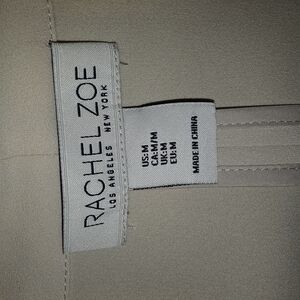 RACHEL ZOE
LOS ANGELES NEW YORK
US:M
CA:M/M
UK:M
EU:M
MADE IN CHINA